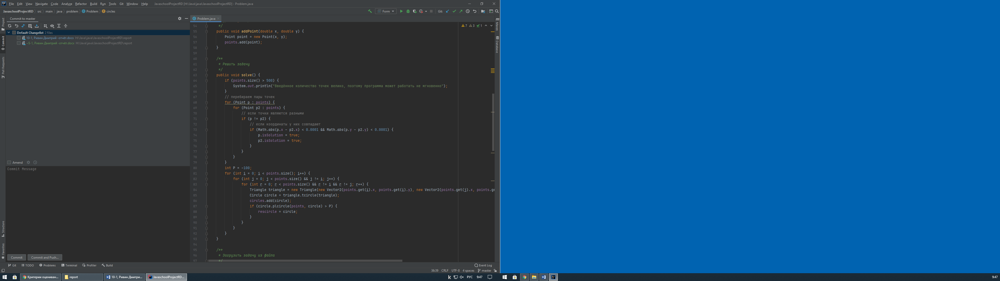 File Edit View Navigate Code Analyze Refactor Build Run Tools Git Window Help JavaschoolProjectRD [H:\Java\java\JavaschoolProjectRD] - Problem.java
JavaschoolProjectRD src main java problem Problem circles
Form
Git:
Commit to master
Problem.java
Project
Commit
Pull Requests
Structure
Favorites
Maven
Database
Default Changelist 2 files
10-1, Ривин Дмитрий -отчёт.docx H:\Java\java\JavaschoolProjectRD\report
~$-1, Ривин Дмитрий -отчёт.docx H:\Java\java\JavaschoolProjectRD\report
Amend
Commit Message
Commit Commit and Push...
7 3 1
54 */
55 public void addPoint(double x, double y) {
56 Point point = new Point(x, y);
57 points.add(point);
58 }
59
60 /**
61 * Решить задачу
62 */
63 public void solve() {
64 if (points.size() > 500) {
65 System.out.println("Введённое количество точек велико, поэтому программа может работать не мгновенно");
66 }
67 // перебираем пары точек
68 for (Point p : points) {
69 for (Point p2 : points) {
70 // если точки являются разными
71 if (p != p2) {
72 // если координаты у них совпадают
73 if (Math.abs(p.x - p2.x) < 0.0001 && Math.abs(p.y - p2.y) < 0.0001) {
74 p.isSolution = true;
75 p2.isSolution = true;
76 }
77 }
78 }
79 }
80 int P = -100;
81 for (int i = 0; i < points.size(); i++) {
82 for (int j = 0; j < points.size() && j != i; j++) {
83 for (int r = 0; r < points.size() && r != i && r != j; r++) {
84 Triangle triangle = new Triangle(new Vector2(points.get(i).x, points.get(i).y), new Vector2(points.get(j).x, points.ge
85 Circle circle = triangle.tcircle(triangle);
86 circles.add(circle);
87 if (circle.plcircle(points, circle) > P) {
88 rescircle = circle;
89 }
90 }
91 }
92 }
93 }
94
95 /**
96 * Загрузить задачу из файла
97 */
Git TODO Problems Terminal Profiler Build Event Log
36:39 CRLF UTF-8 4 spaces master
Критерии оцениван... report 10-1, Ривин Дмитри... JavaschoolProjectRD... РУС 9:47
9:47